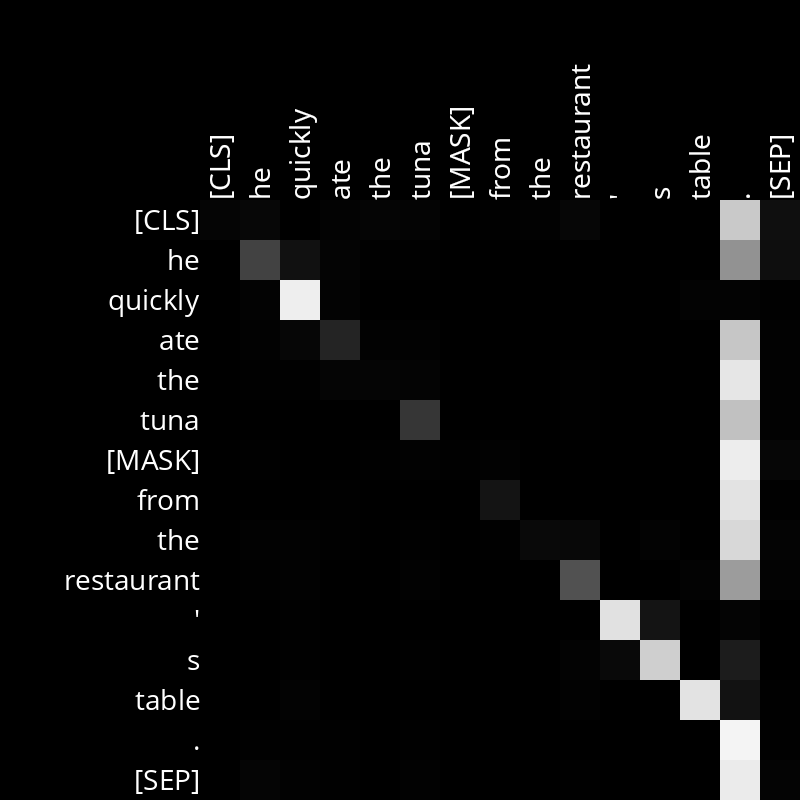 [CLS] he quickly ate the tuna [MASK] from the restaurant ' s table . [SEP]
[CLS]
he
quickly
ate
the
tuna
[MASK]
from
the
restaurant
'
s
table
.
[SEP]